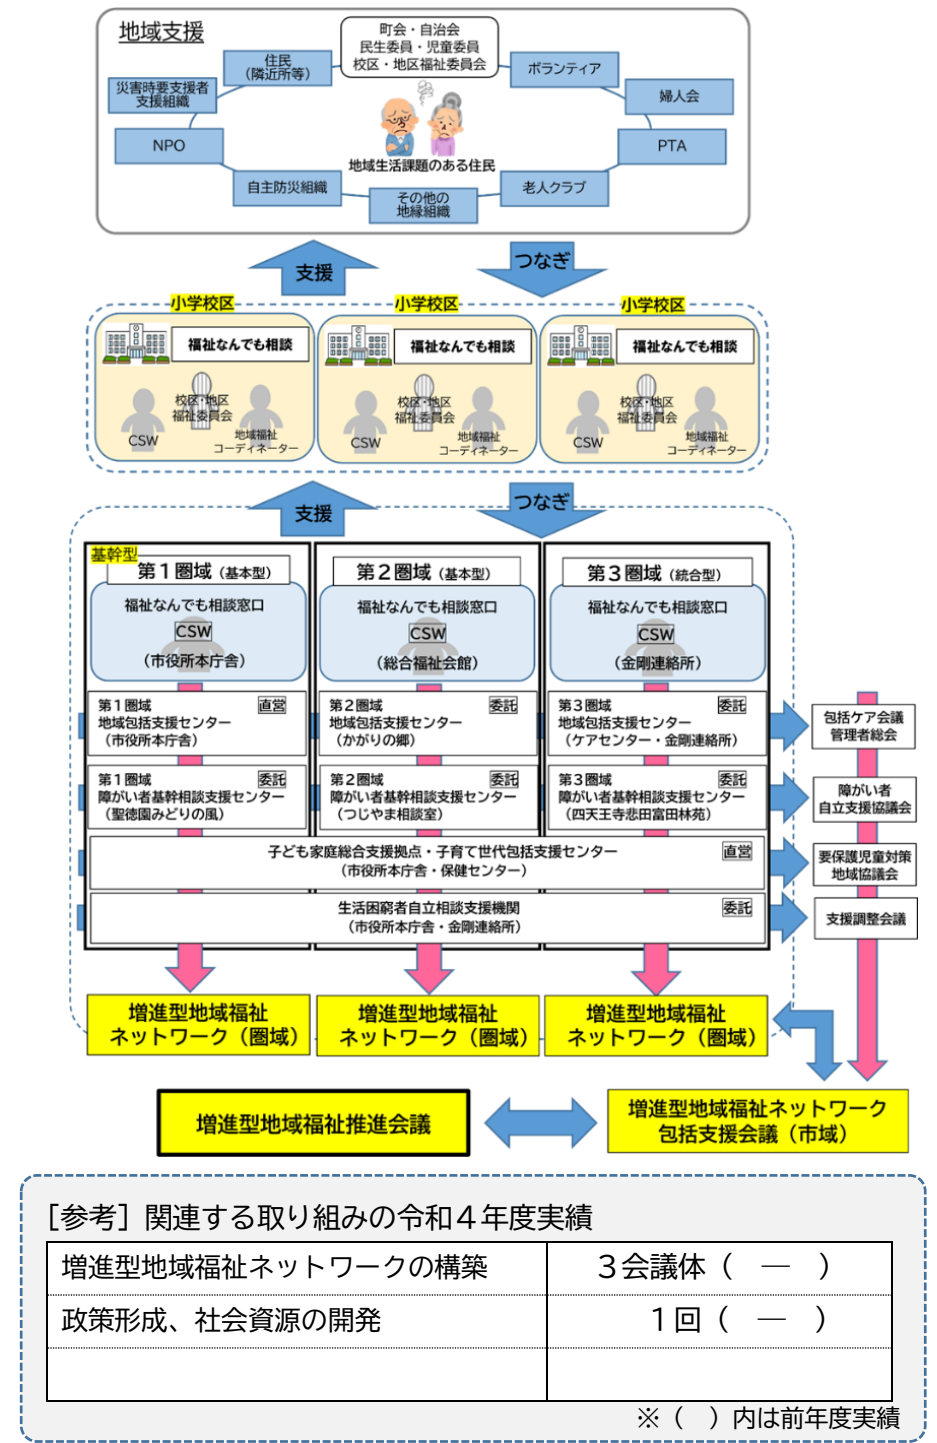 地域支援
町会・自治会
民生委員・児童委員
校区・地区福祉委員会
住民
（隣近所等）
ボランティア
災害時要支援者
支援組織
婦人会
NPO
PTA
地域生活課題のある住民
自主防災組織
老人クラブ
その他の
地縁組織
支援
つなぎ
小学校区
小学校区
小学校区
福祉なんでも相談
福祉なんでも相談
福祉なんでも相談
校区・地区
福祉委員会
CSW
地域福祉
コーディネーター
校区・地区
福祉委員会
CSW
地域福祉
コーディネーター
校区・地区
福祉委員会
CSW
地域福祉
コーディネーター
支援
つなぎ
基幹型
第１圏域（基本型）
第２圏域（基本型）
第３圏域（統合型）
福祉なんでも相談窓口
CSW
（市役所本庁舎）
福祉なんでも相談窓口
CSW
（総合福祉会館）
福祉なんでも相談窓口
CSW
（金剛連絡所）
第１圏域 直営
地域包括支援センター
（市役所本庁舎）
第２圏域 委託
地域包括支援センター
（かがりの郷）
第３圏域 委託
地域包括支援センター
（ケアセンター・金剛連絡所）
包括ケア会議
管理者総会
第１圏域 委託
障がい者基幹相談支援センター
（聖徳園みどりの風）
第２圏域 委託
障がい者基幹相談支援センター
（つじやま相談室）
第３圏域 委託
障がい者基幹相談支援センター
（四天王寺悲田富田林苑）
障がい者
自立支援協議会
子ども家庭総合支援拠点・子育て世代包括支援センター 直営
（市役所本庁舎・保健センター）
要保護児童対策
地域協議会
生活困窮者自立相談支援機関 委託
（市役所本庁舎・金剛連絡所）
支援調整会議
増進型地域福祉
ネットワーク（圏域）
増進型地域福祉
ネットワーク（圏域）
増進型地域福祉
ネットワーク（圏域）
増進型地域福祉推進会議
増進型地域福祉ネットワーク
包括支援会議（市域）
［参考］関連する取り組みの令和４年度実績
増進型地域福祉ネットワークの構築 ３会議体（ ― ）
政策形成、社会資源の開発 １回（ ― ）
※（ ）内は前年度実績